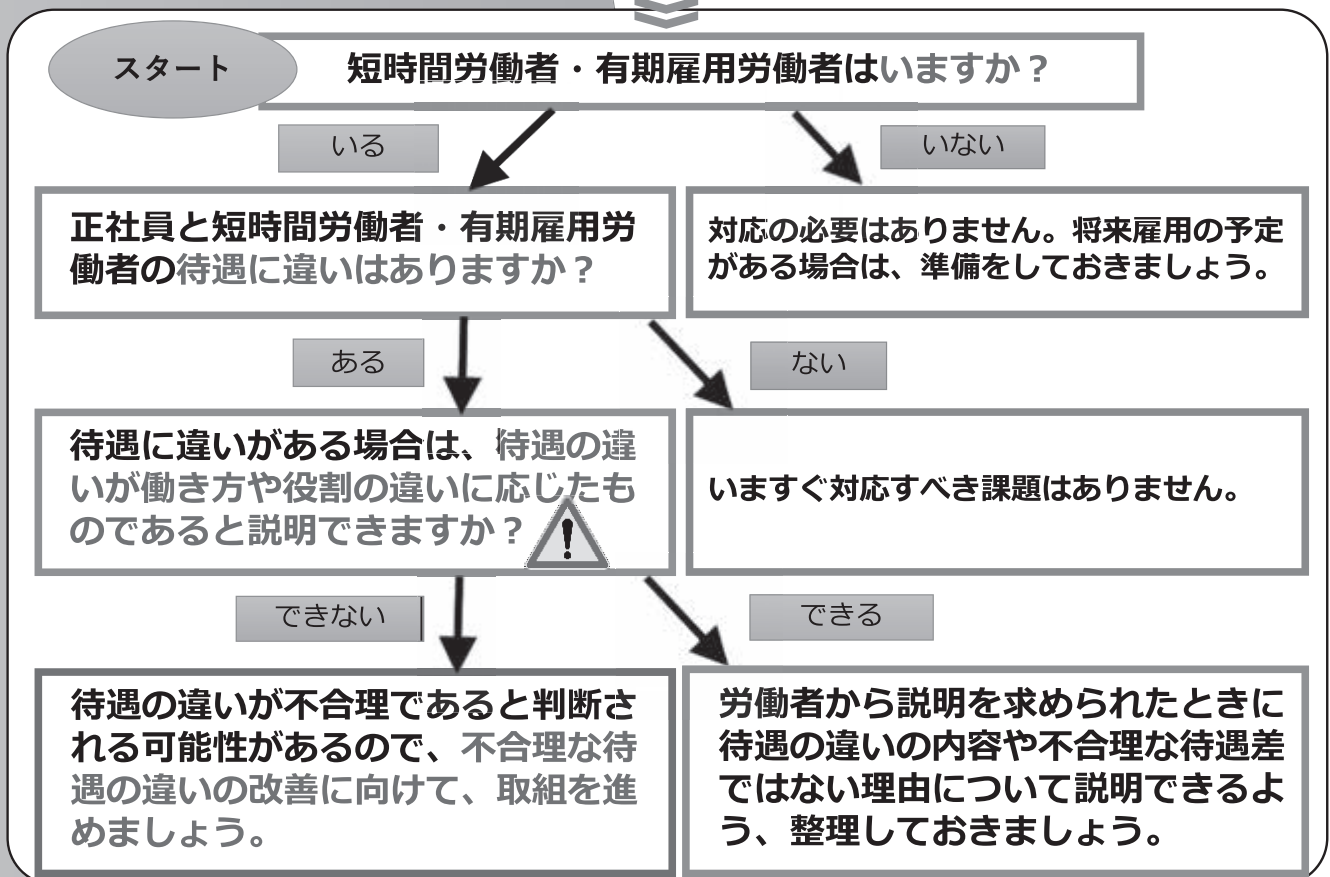 スタート
短時間労働者・有期雇用労働者はいますか？
いる
いない
正社員と短時間労働者・有期雇用労
働者の待遇に違いはありますか？
対応の必要はありません。将来雇用の予定
がある場合は、準備をしておきましょう。
ある
ない
待遇に違いがある場合は、待遇の違
いが働き方や役割の違いに応じたも
のであると説明できますか？
いますぐ対応すべき課題はありません。
できない
できる
待遇の違いが不合理であると判断さ
れる可能性があるので、不合理な待
遇の違いの改善に向けて、取組を進
めましょう。
労働者から説明を求められたときに
待遇の違いの内容や不合理な待遇差
ではない理由について説明できるよ
う、整理しておきましょう。